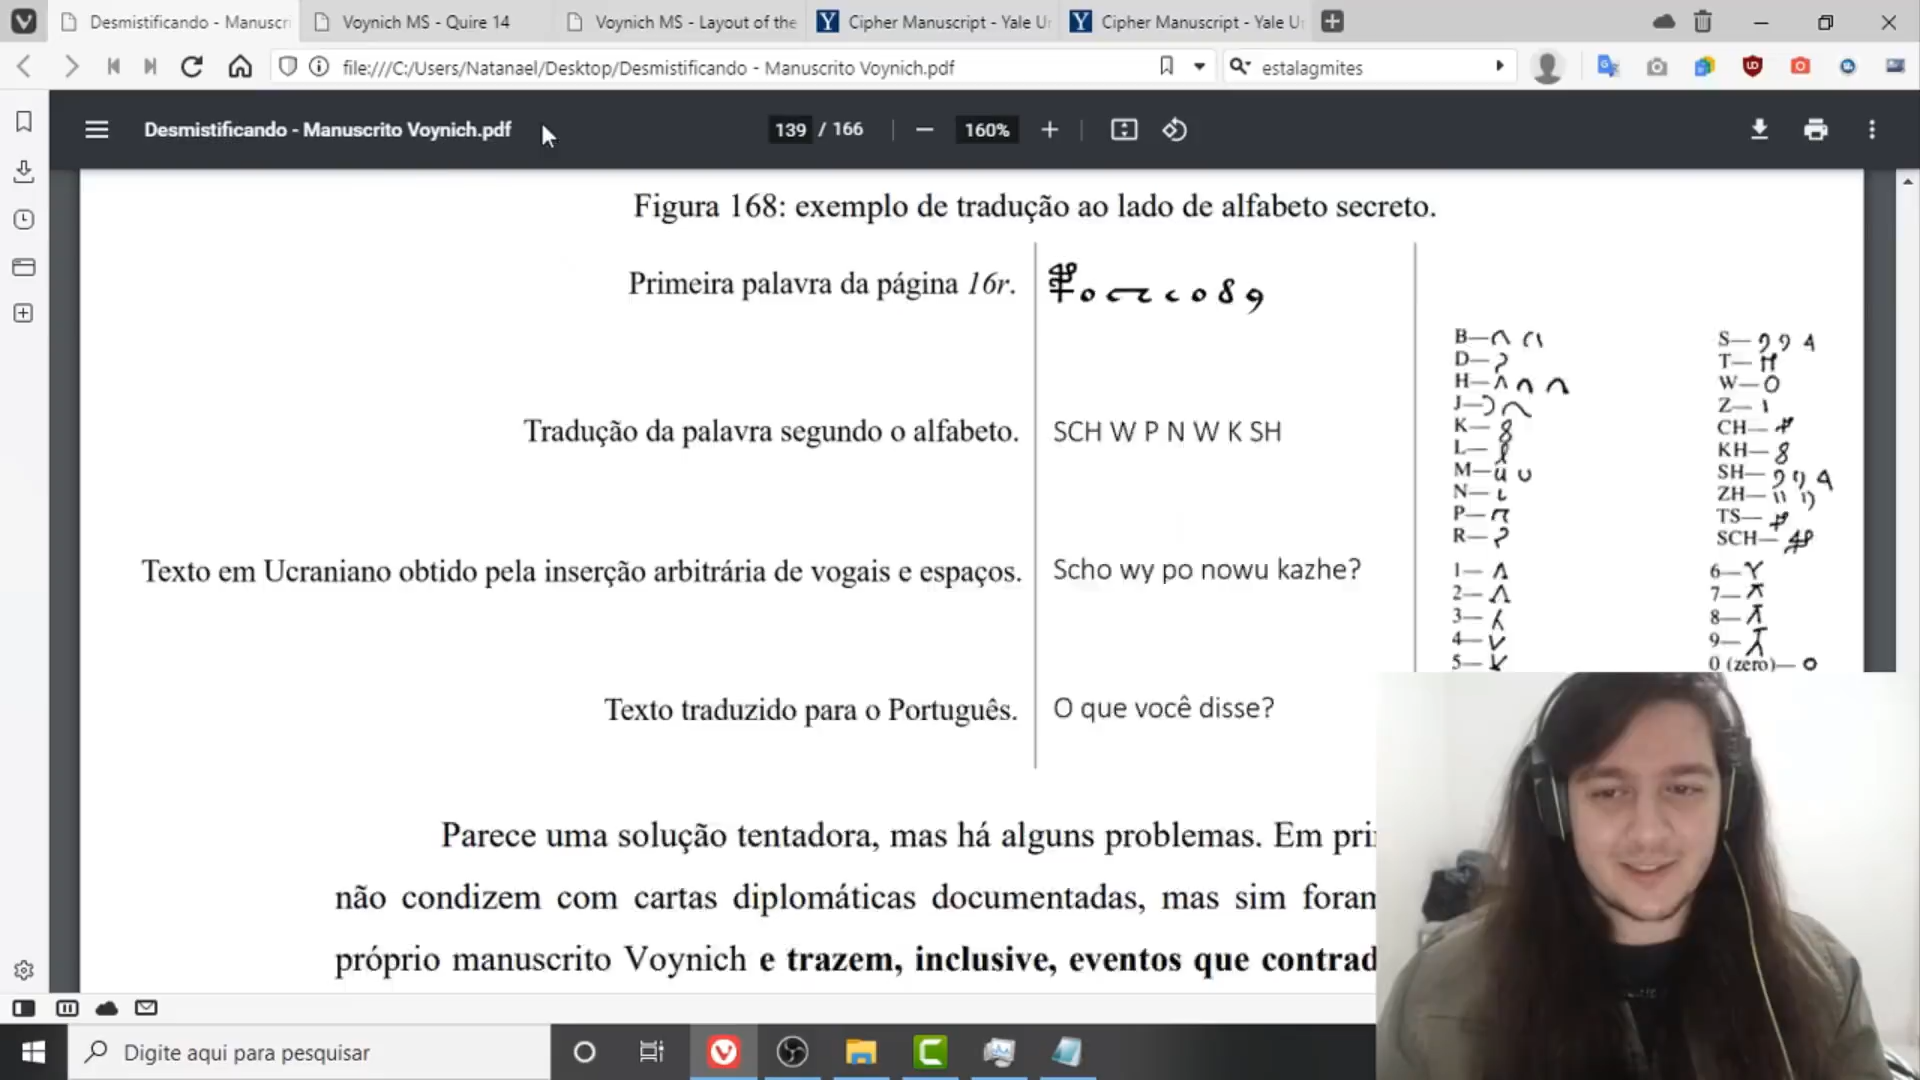 Desmistificando - Manuscri
Voynich MS - Quire 14
Voynich MS - Layout of the
Cipher Manuscript - Yale Un
Cipher Manuscript - Yale Un
file:///C:/Users/Natanael/Desktop/Desmistificando - Manuscrito Voynich.pdf
estalagmites
Desmistificando - Manuscrito Voynich.pdf
139 / 166
160%
Figura 168: exemplo de tradução ao lado de alfabeto secreto.
Primeira palavra da página 16r.
Tradução da palavra segundo o alfabeto.
SCH W P N W K SH
Texto em Ucraniano obtido pela inserção arbitrária de vogais e espaços.
Scho wy po nowu kazhe?
Texto traduzido para o Português.
O que você disse?
B—
D—
H—
J—
K—
L—
M—
N—
P—
R—
1—
2—
3—
4—
5—
S—
T—
W—
Z—
CH—
KH—
SH—
ZH—
TS—
SCH—
6—
7—
8—
9—
0 (zero)—
Parece uma solução tentadora, mas há alguns problemas. Em pri
não condizem com cartas diplomáticas documentadas, mas sim foram
próprio manuscrito Voynich e trazem, inclusive, eventos que contrad
Digite aqui para pesquisar